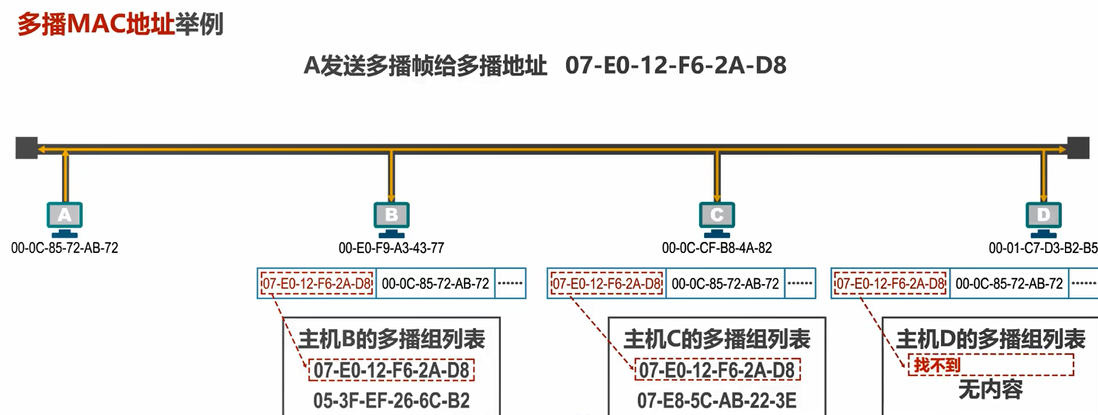 多播MAC地址举例
A发送多播帧给多播地址 07-E0-12-F6-2A-D8
A
B
C
D
00-0C-85-72-AB-72
00-E0-F9-A3-43-77
00-0C-CF-B8-4A-82
00-01-C7-D3-B2-B5
07-E0-12-F6-2A-D8 00-0C-85-72-AB-72 ······
07-E0-12-F6-2A-D8 00-0C-85-72-AB-72 ······
07-E0-12-F6-2A-D8 00-0C-85-72-AB-72 ······
主机B的多播组列表
07-E0-12-F6-2A-D8
05-3F-EF-26-6C-B2
主机C的多播组列表
07-E0-12-F6-2A-D8
07-E8-5C-AB-22-3E
主机D的多播组列表
找不到
无内容